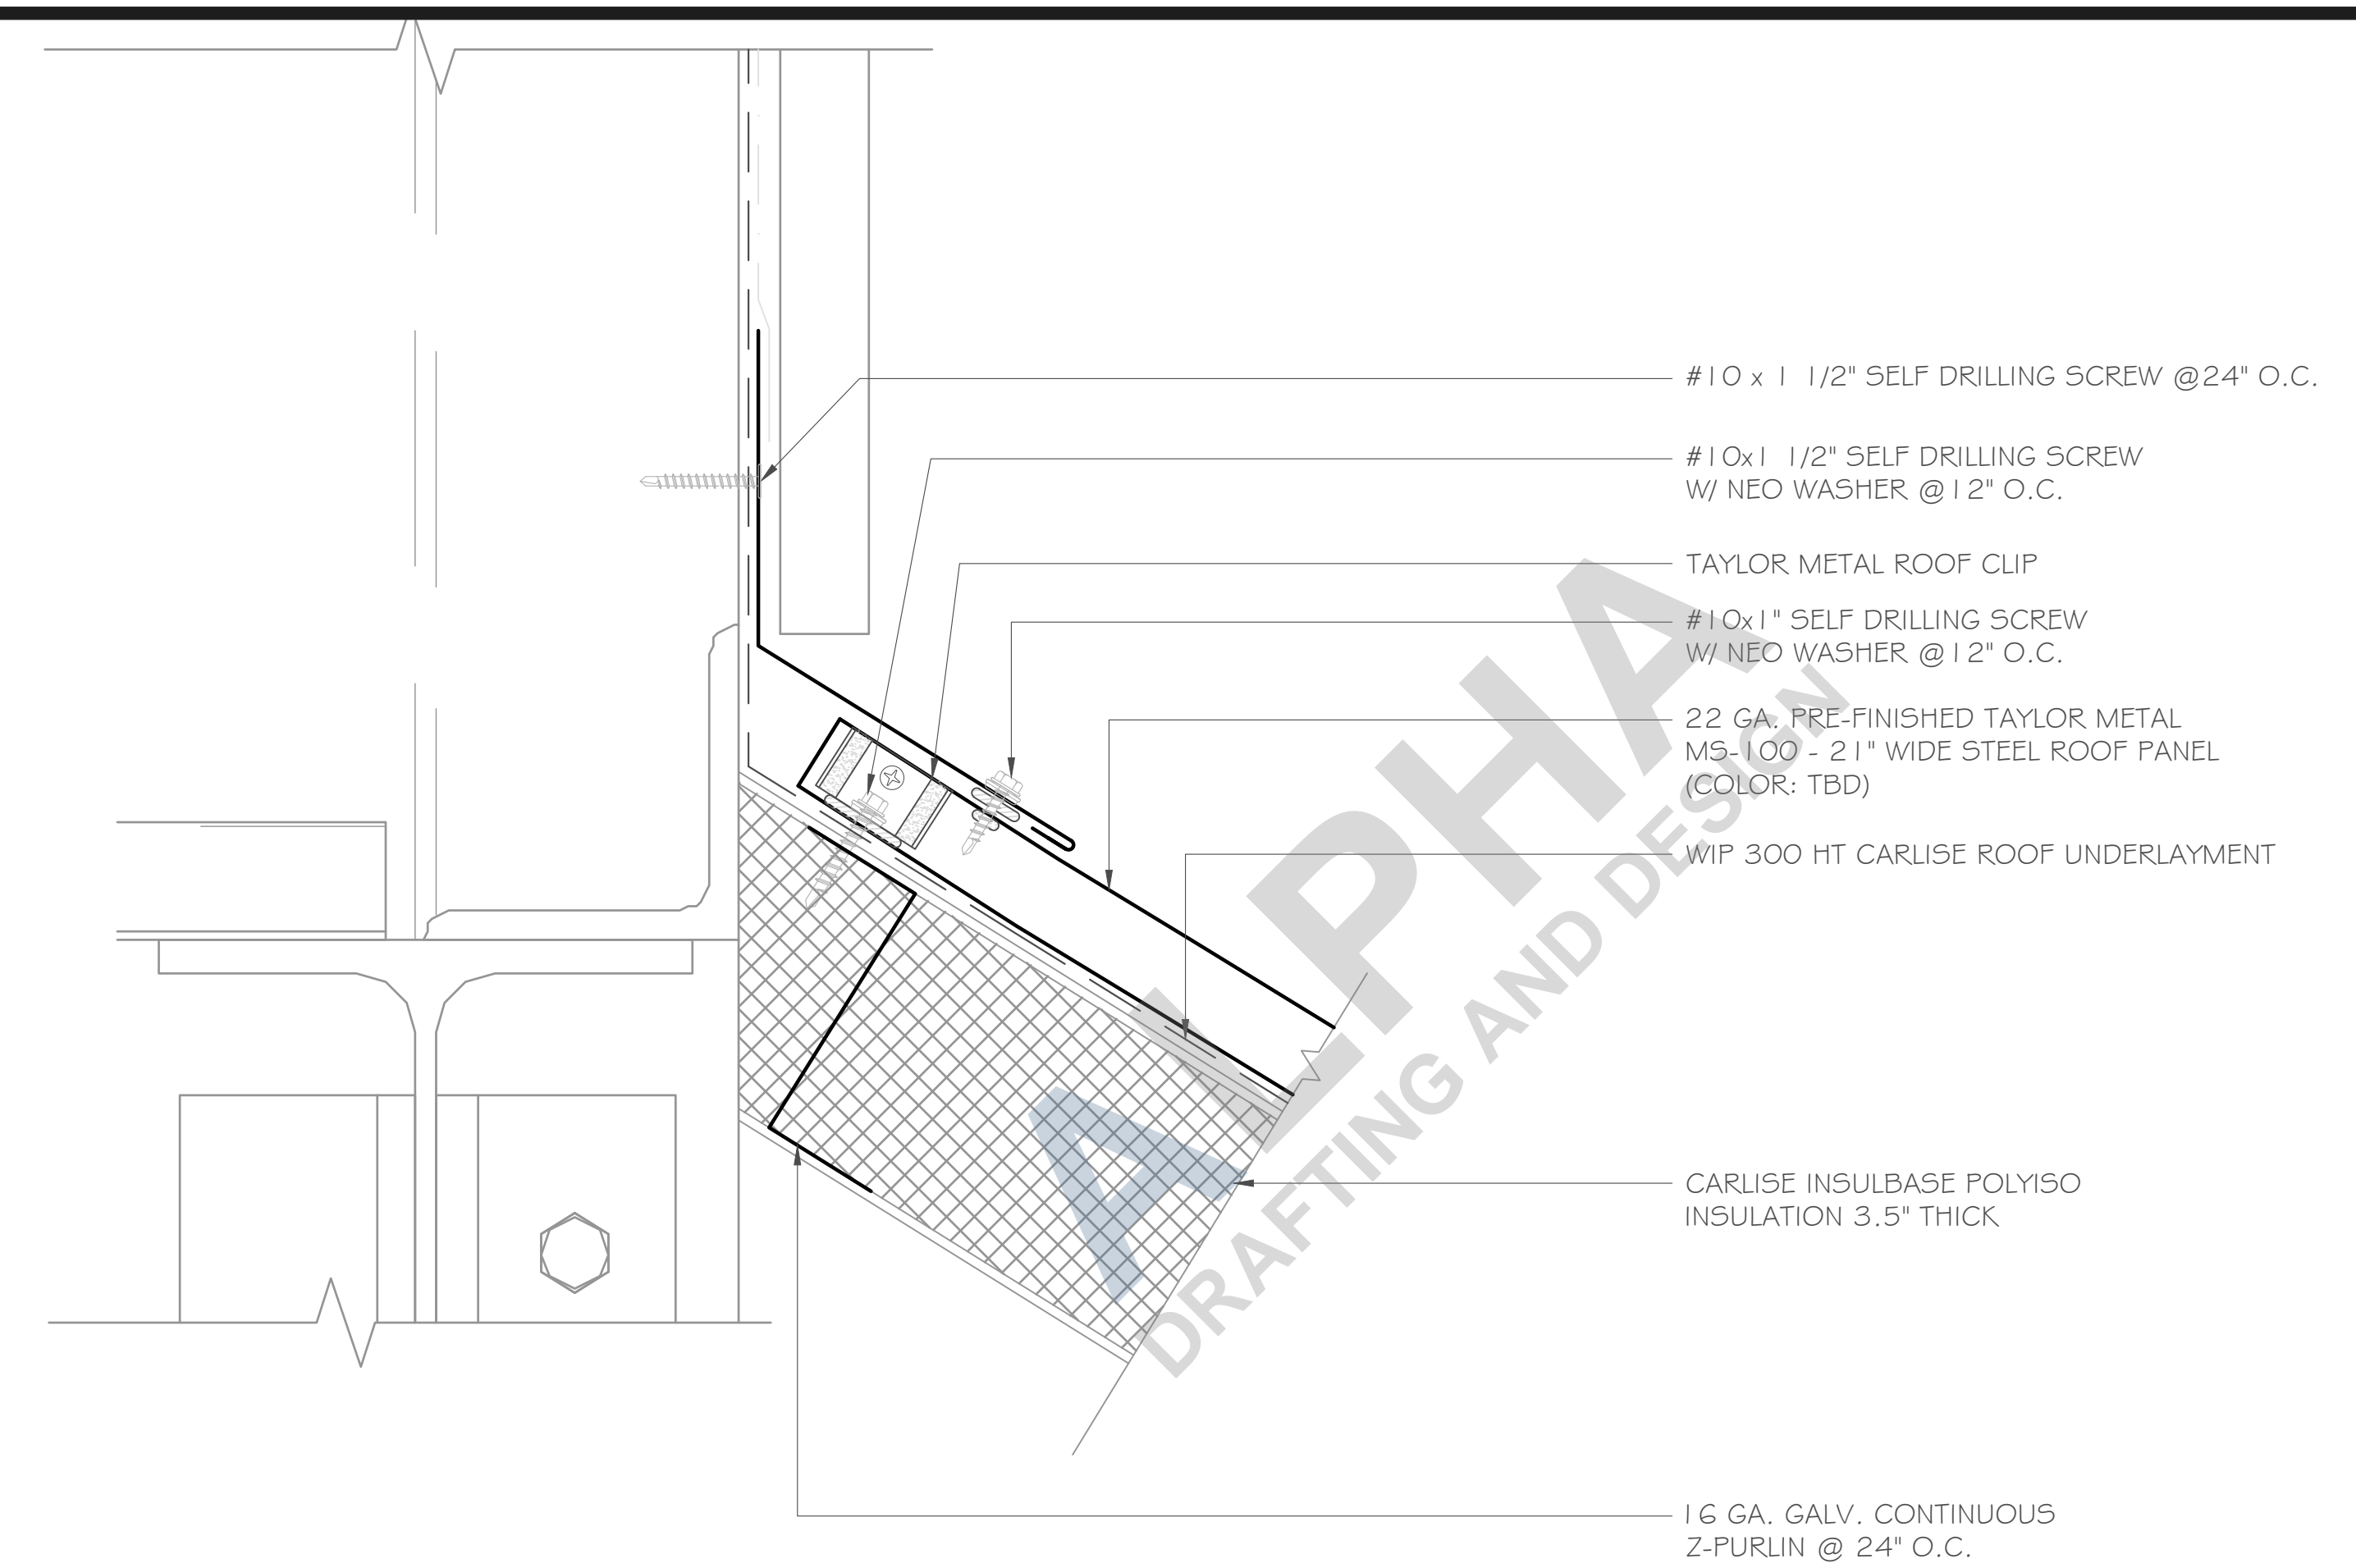 #10 x 1 1/2" SELF DRILLING SCREW @24" O.C.
#10x1 1/2" SELF DRILLING SCREW
W/ NEO WASHER @12" O.C.
TAYLOR METAL ROOF CLIP
#10x1" SELF DRILLING SCREW
W/ NEO WASHER @12" O.C.
22 GA. PRE-FINISHED TAYLOR METAL
MS-100 - 21" WIDE STEEL ROOF PANEL
(COLOR: TBD)
WIP 300 HT CARLISE ROOF UNDERLAYMENT
CARLISE INSULBASE POLYISO
INSULATION 3.5" THICK
16 GA. GALV. CONTINUOUS
Z-PURLIN @ 24" O.C.
ALPHA
DRAFTING AND DESIGN